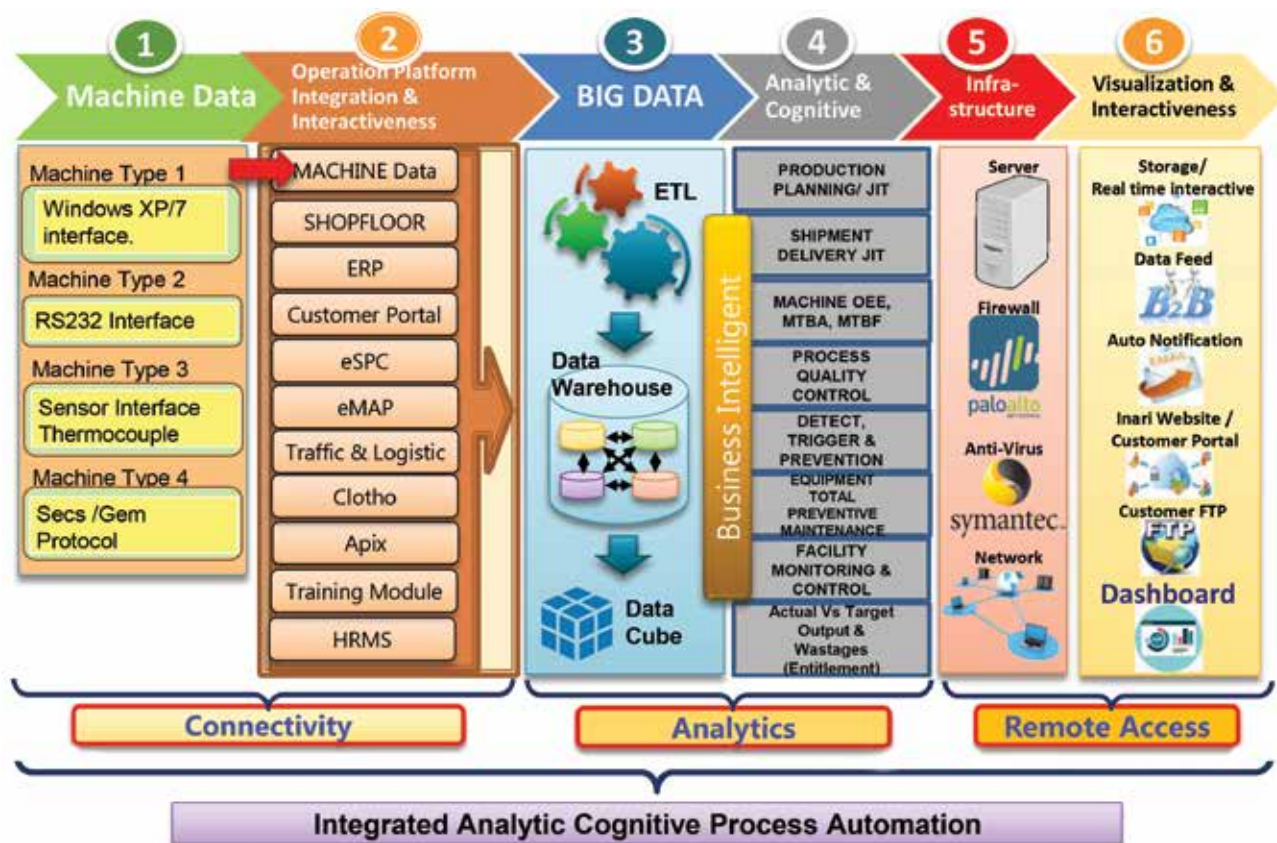 1
Machine Data
2
Operation Platform
Integration &
Interactiveness
3
BIG DATA
4
Analytic &
Cognitive
5
Infra-
structure
6
Visualization &
Interactiveness
Machine Type 1
Windows XP/7
interface.
Machine Type 2
RS232 Interface
Machine Type 3
Sensor Interface
Thermocouple
Machine Type 4
Secs /Gem
Protocol
MACHINE Data
SHOPFLOOR
ERP
Customer Portal
eSPC
eMAP
Traffic & Logistic
Clotho
Apix
Training Module
HRMS
ETL
Data
Warehouse
Data
Cube
Business Intelligent
PRODUCTION
PLANNING/ JIT
SHIPMENT
DELIVERY JIT
MACHINE OEE,
MTBA, MTBF
PROCESS
QUALITY
CONTROL
DETECT,
TRIGGER &
PREVENTION
EQUIPMENT
TOTAL
PREVENTIVE
MAINTENANCE
FACILITY
MONITORING &
CONTROL
Actual Vs Target
Output &
Wastages
(Entitlement)
Server
Firewall
paloalto
Anti-Virus
symantec.
Network
Storage/
Real time interactive
Data Feed
B2B
Auto Notification
EMAIL
Inari Website /
Customer Portal
Customer FTP
FTP
Dashboard
Connectivity
Analytics
Remote Access
Integrated Analytic Cognitive Process Automation